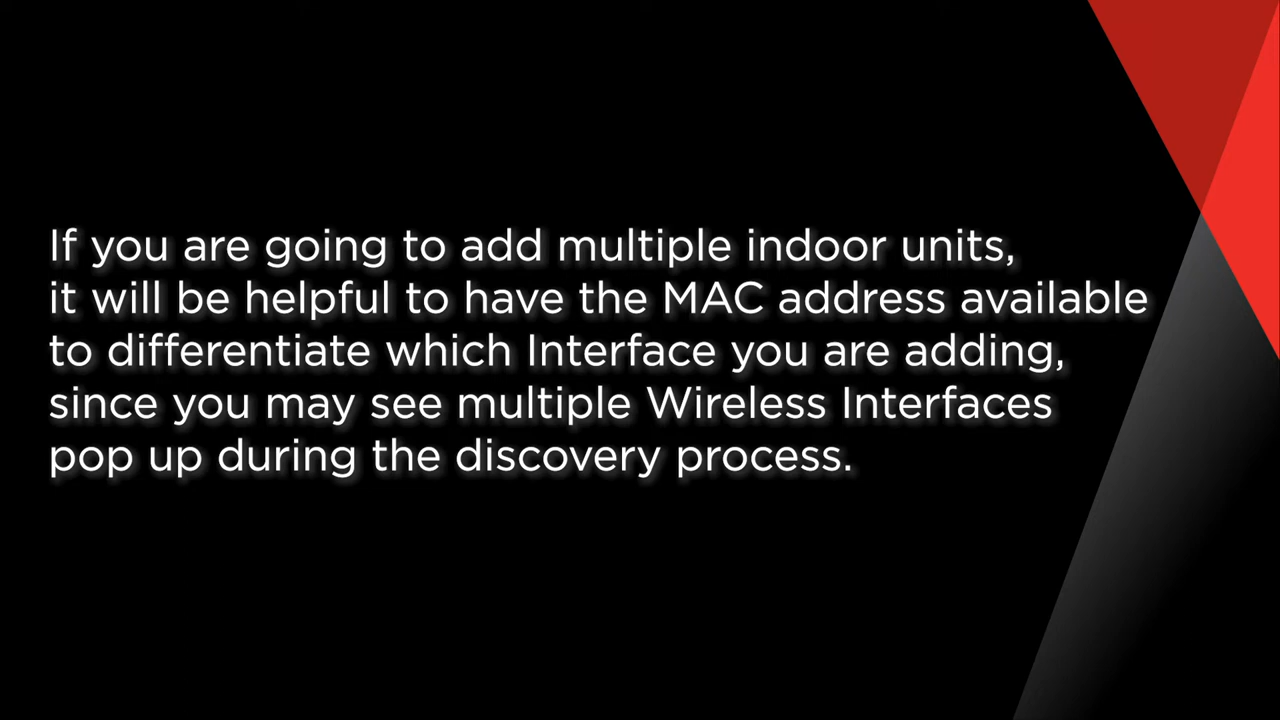 If you are going to add multiple indoor units,
it will be helpful to have the MAC address available
to differentiate which Interface you are adding,
since you may see multiple Wireless Interfaces
pop up during the discovery process.